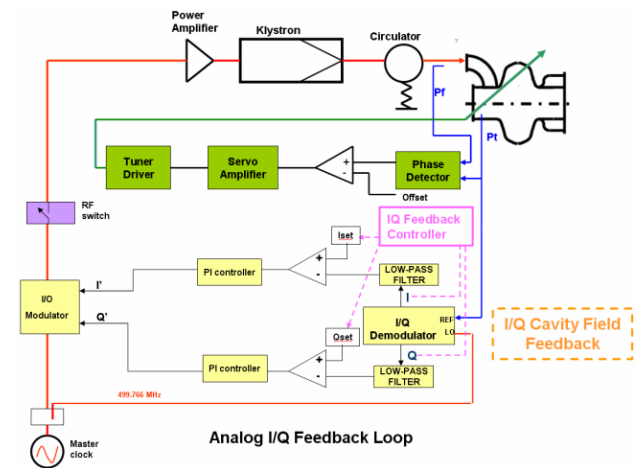 Power
Amplifier
Klystron
Circulator
Pf
Pt
Tuner
Driver
Servo
Amplifier
+
-
Phase
Detector
Offset
RF
switch
IQ Feedback
Controller
Iset
I'
PI controller
+
-
LOW-PASS
FILTER
I/O
Modulator
I
REF
I/Q
Demodulator
LO
I/Q Cavity Field
Feedback
Q'
Oset
Q
PI controller
+
-
LOW-PASS
FILTER
499.766 MHz
Master
clock
Analog I/Q Feedback Loop